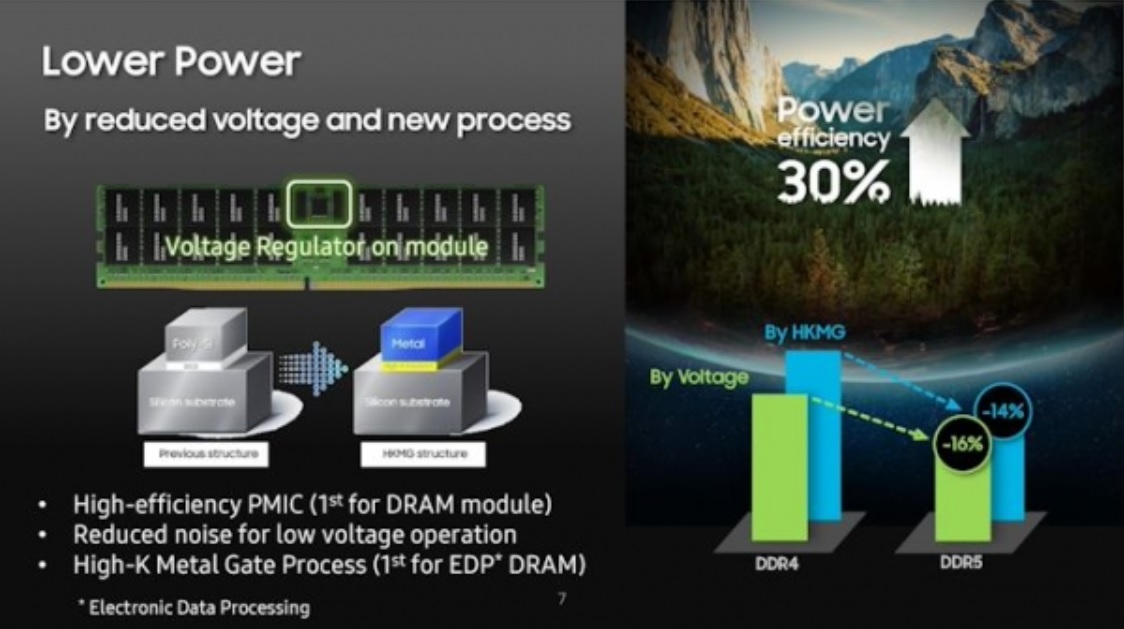 Lower Power
By reduced voltage and new process
Voltage Regulator on module
Poly-Si
Silicon substrate
Previous structure
Metal
Silicon substrate
HKMG structure
• High-efficiency PMIC (1st for DRAM module)
• Reduced noise for low voltage operation
• High-K Metal Gate Process (1st for EDP* DRAM)
* Electronic Data Processing
7
Power
efficiency
30%
By HKMG
By Voltage
-14%
-16%
DDR4
DDR5